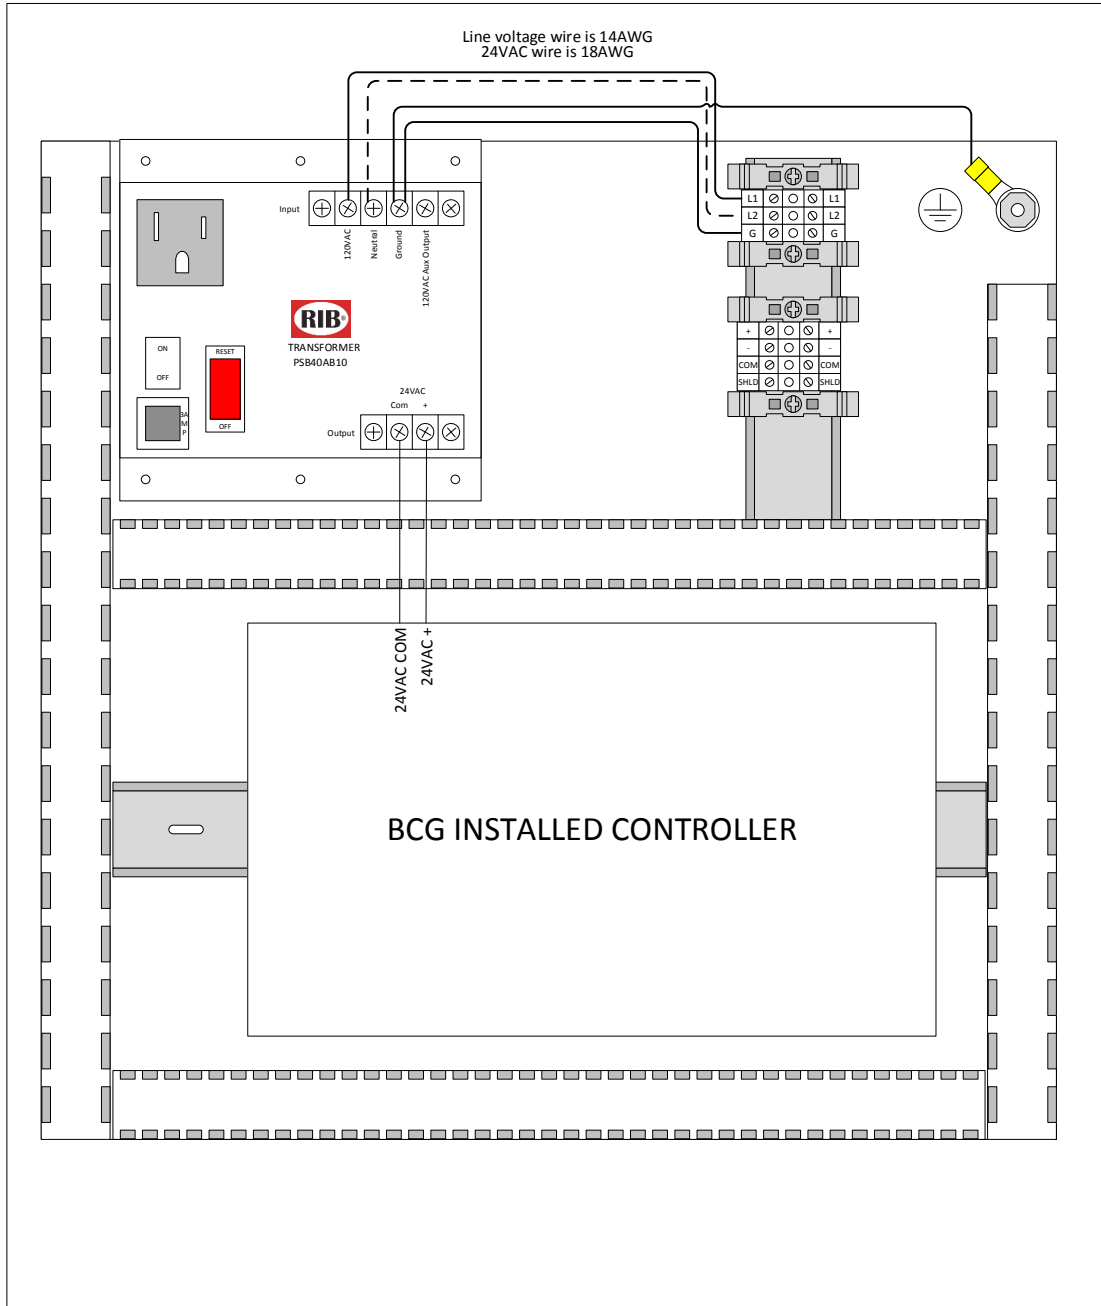 Line voltage wire is 14AWG
24VAC wire is 18AWG
Input
120VAC
Neutral
Ground
120VAC Aux Output
RIB®
TRANSFORMER
PSB40AB10
ON
OFF
RESET
OFF
3A
M
P
24VAC
Com +
Output
L1 L1
L2 L2
G G
+ +
- -
COM COM
SHLD SHLD
24VAC COM
24VAC +
BCG INSTALLED CONTROLLER